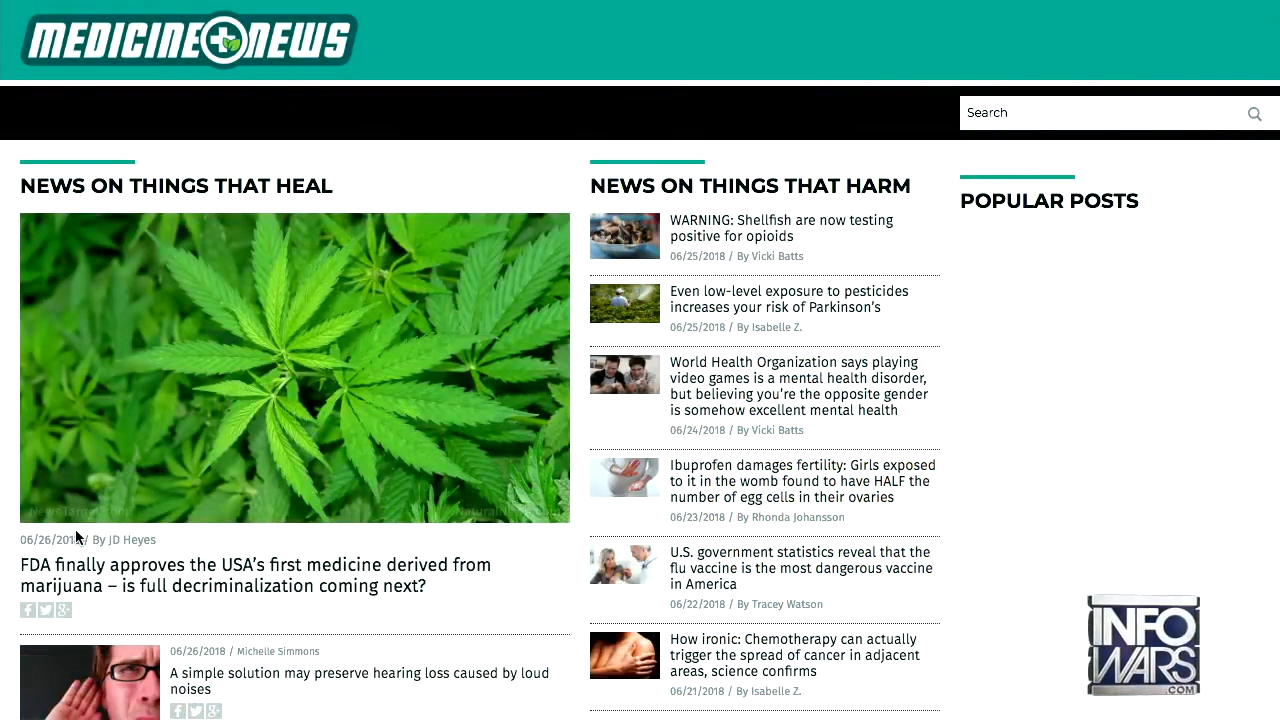 MEDICINE NEWS
Search
NEWS ON THINGS THAT HEAL
NewsTarget.com
NaturalNews.com
06/26/2018 / By JD Heyes
FDA finally approves the USA’s first medicine derived from
marijuana – is full decriminalization coming next?
06/26/2018 / Michelle Simmons
A simple solution may preserve hearing loss caused by loud
noises
NEWS ON THINGS THAT HARM
WARNING: Shellfish are now testing
positive for opioids
06/25/2018 / By Vicki Batts
Even low-level exposure to pesticides
increases your risk of Parkinson’s
06/25/2018 / By Isabelle Z.
World Health Organization says playing
video games is a mental health disorder,
but believing you’re the opposite gender
is somehow excellent mental health
06/24/2018 / By Vicki Batts
Ibuprofen damages fertility: Girls exposed
to it in the womb found to have HALF the
number of egg cells in their ovaries
06/23/2018 / By Rhonda Johansson
U.S. government statistics reveal that the
flu vaccine is the most dangerous vaccine
in America
06/22/2018 / By Tracey Watson
How ironic: Chemotherapy can actually
trigger the spread of cancer in adjacent
areas, science confirms
06/21/2018 / By Isabelle Z.
POPULAR POSTS
INFO
WARS
.COM